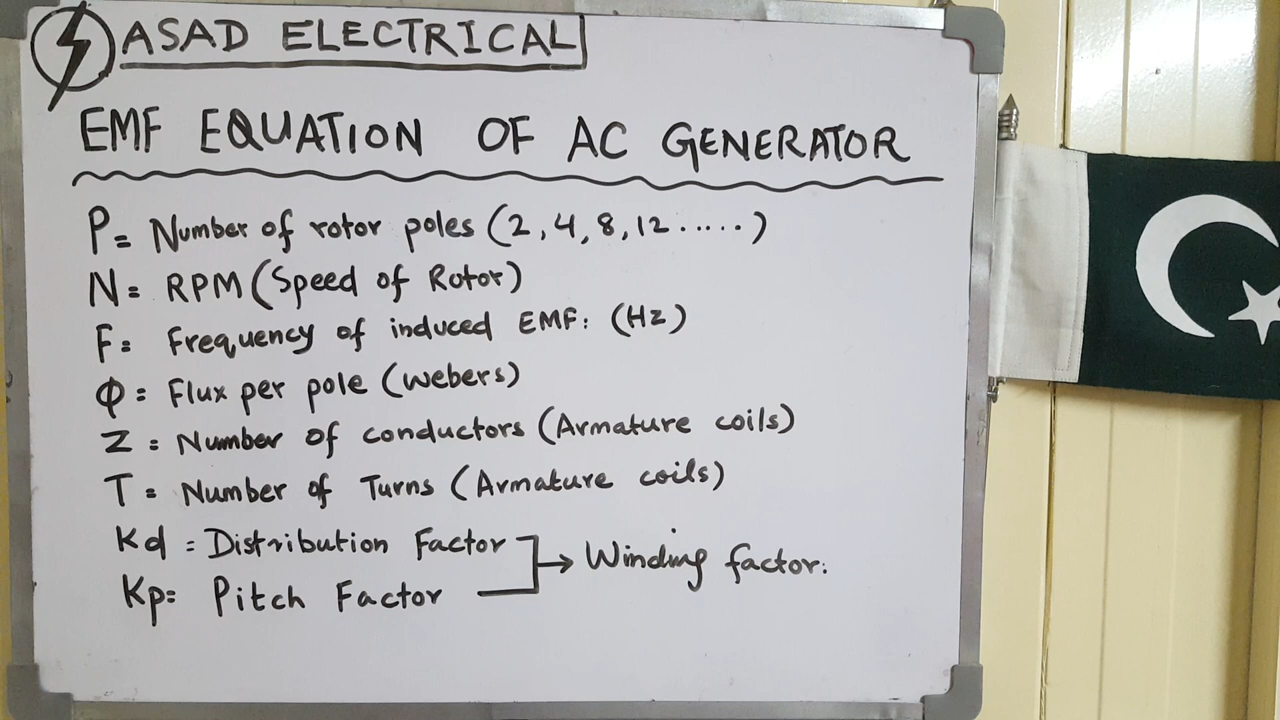 ASAD ELECTRICAL
EMF EQUATION OF AC GENERATOR
P= Number of rotor poles (2, 4, 8, 12 ......)
N= RPM (Speed of Rotor)
F= Frequency of induced EMF: (Hz)
Φ= Flux per pole (webers)
Z= Number of conductors (Armature coils)
T= Number of Turns (Armature coils)
Kd= Distribution Factor
Kp= Pitch Factor
→ Winding factor: